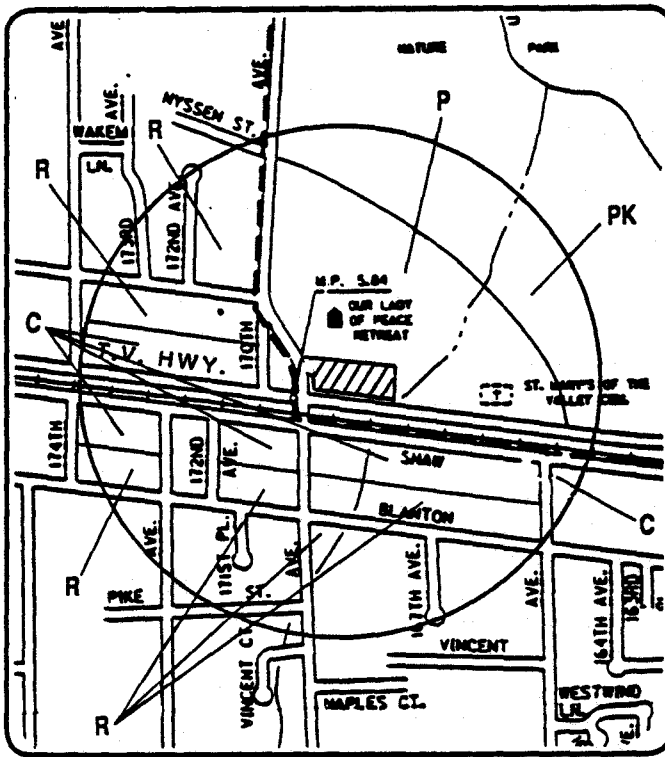 AVE.
AVE.
AVE.
NATURE PARK
NYSSEN ST.
P
R
WAKEM
LN.
R
PK
173RD
172ND AVE.
M.P. 5.84
OUR LADY
OF PEACE
RETREAT
C
T.V. HWY.
170TH
ST. MARY'S OF THE
VALLEY
174TH
172ND
AVE.
SHAW
BLANTON
C
R
AVE.
171ST PL.
AVE.
167TH AVE.
AVE.
164TH AVE.
163RD
PIKE ST.
VINCENT CT.
VINCENT
R
NAPLES CT.
WESTWIND
LN.